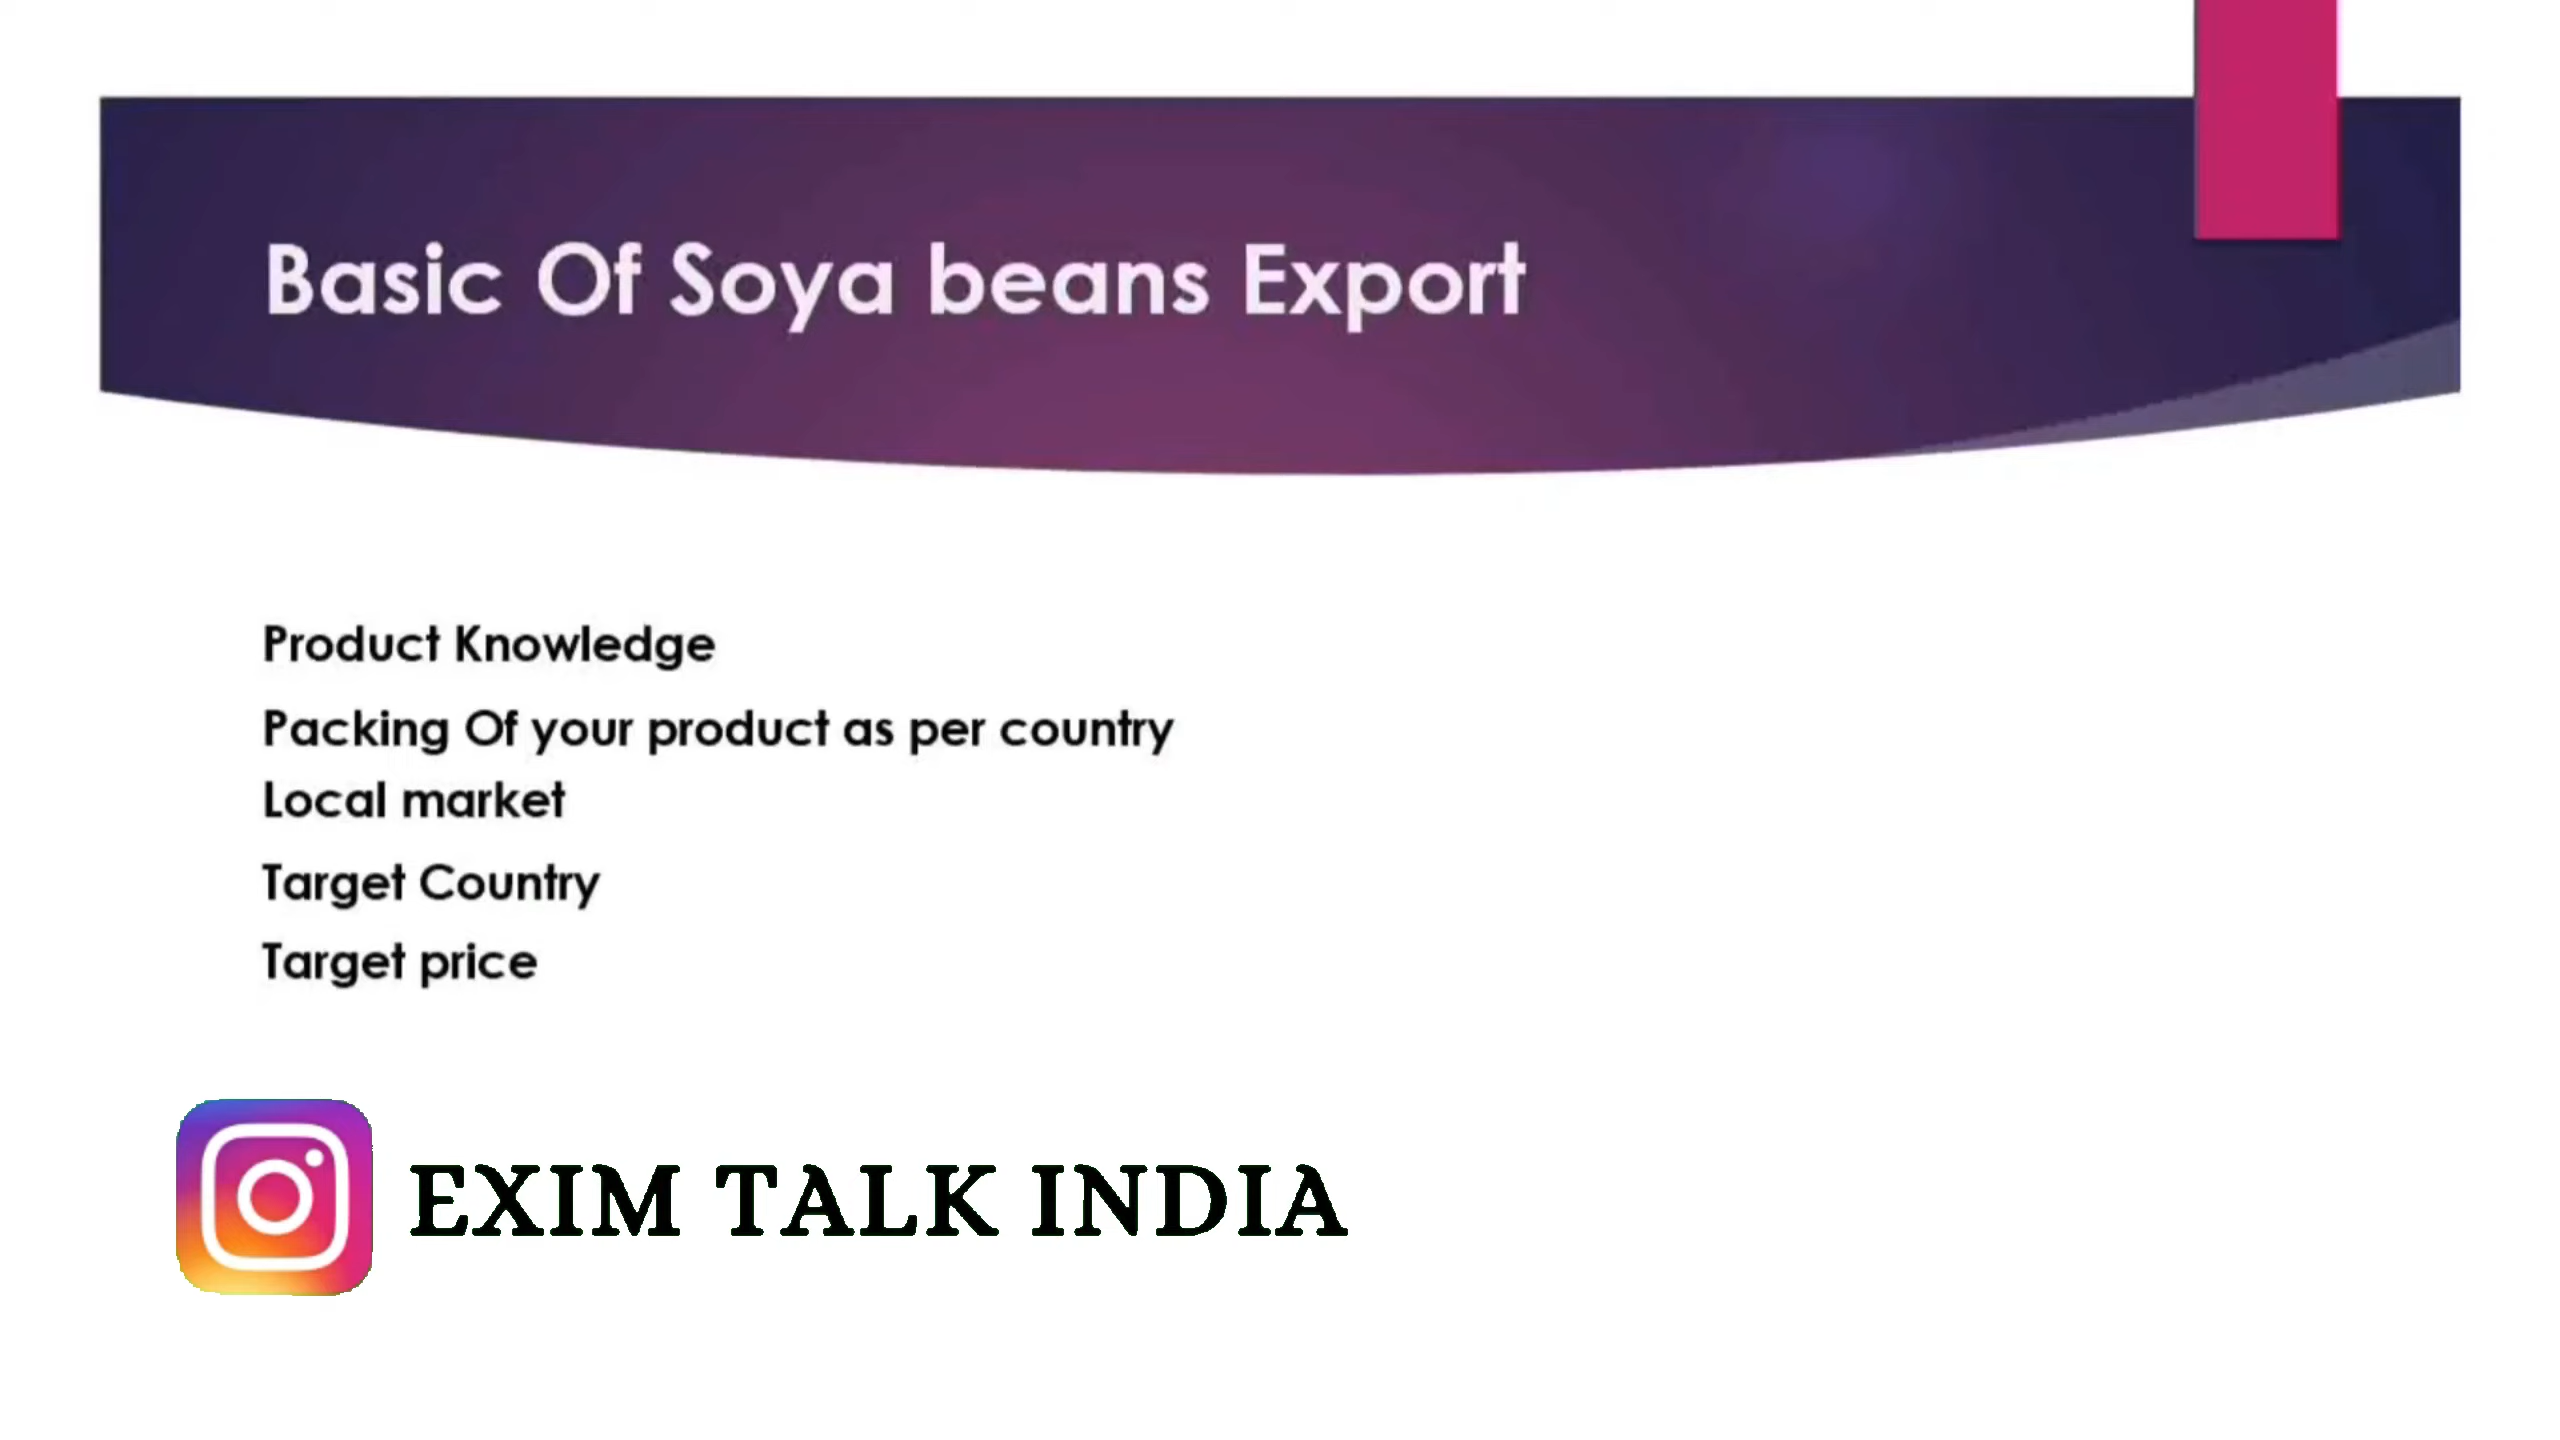 Basic Of Soya beans Export
Product Knowledge
Packing Of your product as per country
Local market
Target Country
Target price
EXIM TALK INDIA